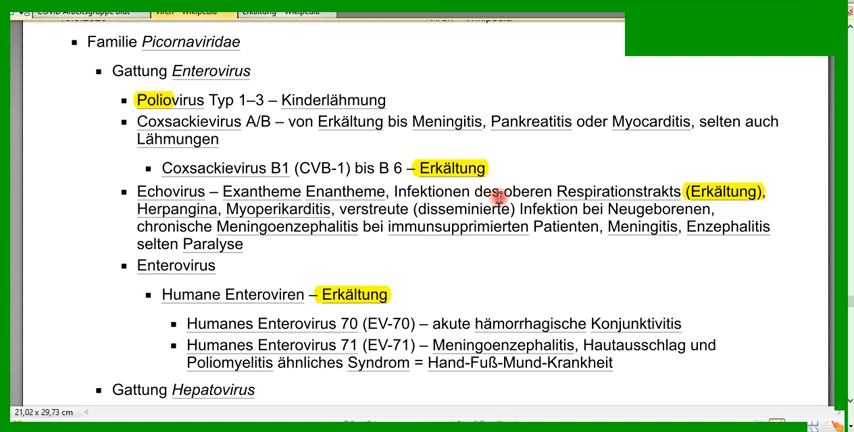 COVID Arbeitsgruppe Blut
Viren – Wikipedia
Erkältung – Wikipedia
Familie Picornaviridae
Gattung Enterovirus
Poliovirus Typ 1–3 – Kinderlähmung
Coxsackievirus A/B – von Erkältung bis Meningitis, Pankreatitis oder Myocarditis, selten auch
Lähmungen
Coxsackievirus B1 (CVB-1) bis B 6 – Erkältung
Echovirus – Exantheme Enantheme, Infektionen des oberen Respirationstrakts (Erkältung),
Herpangina, Myoperikarditis, verstreute (disseminierte) Infektion bei Neugeborenen,
chronische Meningoenzephalitis bei immunsupprimierten Patienten, Meningitis, Enzephalitis
selten Paralyse
Enterovirus
Humane Enteroviren – Erkältung
Humanes Enterovirus 70 (EV-70) – akute hämorrhagische Konjunktivitis
Humanes Enterovirus 71 (EV-71) – Meningoenzephalitis, Hautausschlag und
Poliomyelitis ähnliches Syndrom = Hand-Fuß-Mund-Krankheit
Gattung Hepatovirus
21,02 x 29,73 cm